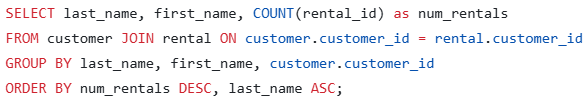 SELECT last_name, first_name, COUNT(rental_id) as num_rentals
FROM customer JOIN rental ON customer.customer_id = rental.customer_id
GROUP BY last_name, first_name, customer.customer_id
ORDER BY num_rentals DESC, last_name ASC;